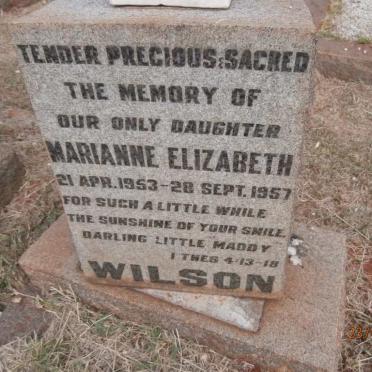 TENDER PRECIOUS & SACRED
THE MEMORY OF
OUR ONLY DAUGHTER
MARIANNE ELIZABETH
21 APR. 1953 - 28 SEPT. 1957
FOR SUCH A LITTLE WHILE
THE SUNSHINE OF YOUR SMILE
DARLING LITTLE MADDY
1 THES 4-13-18
WILSON